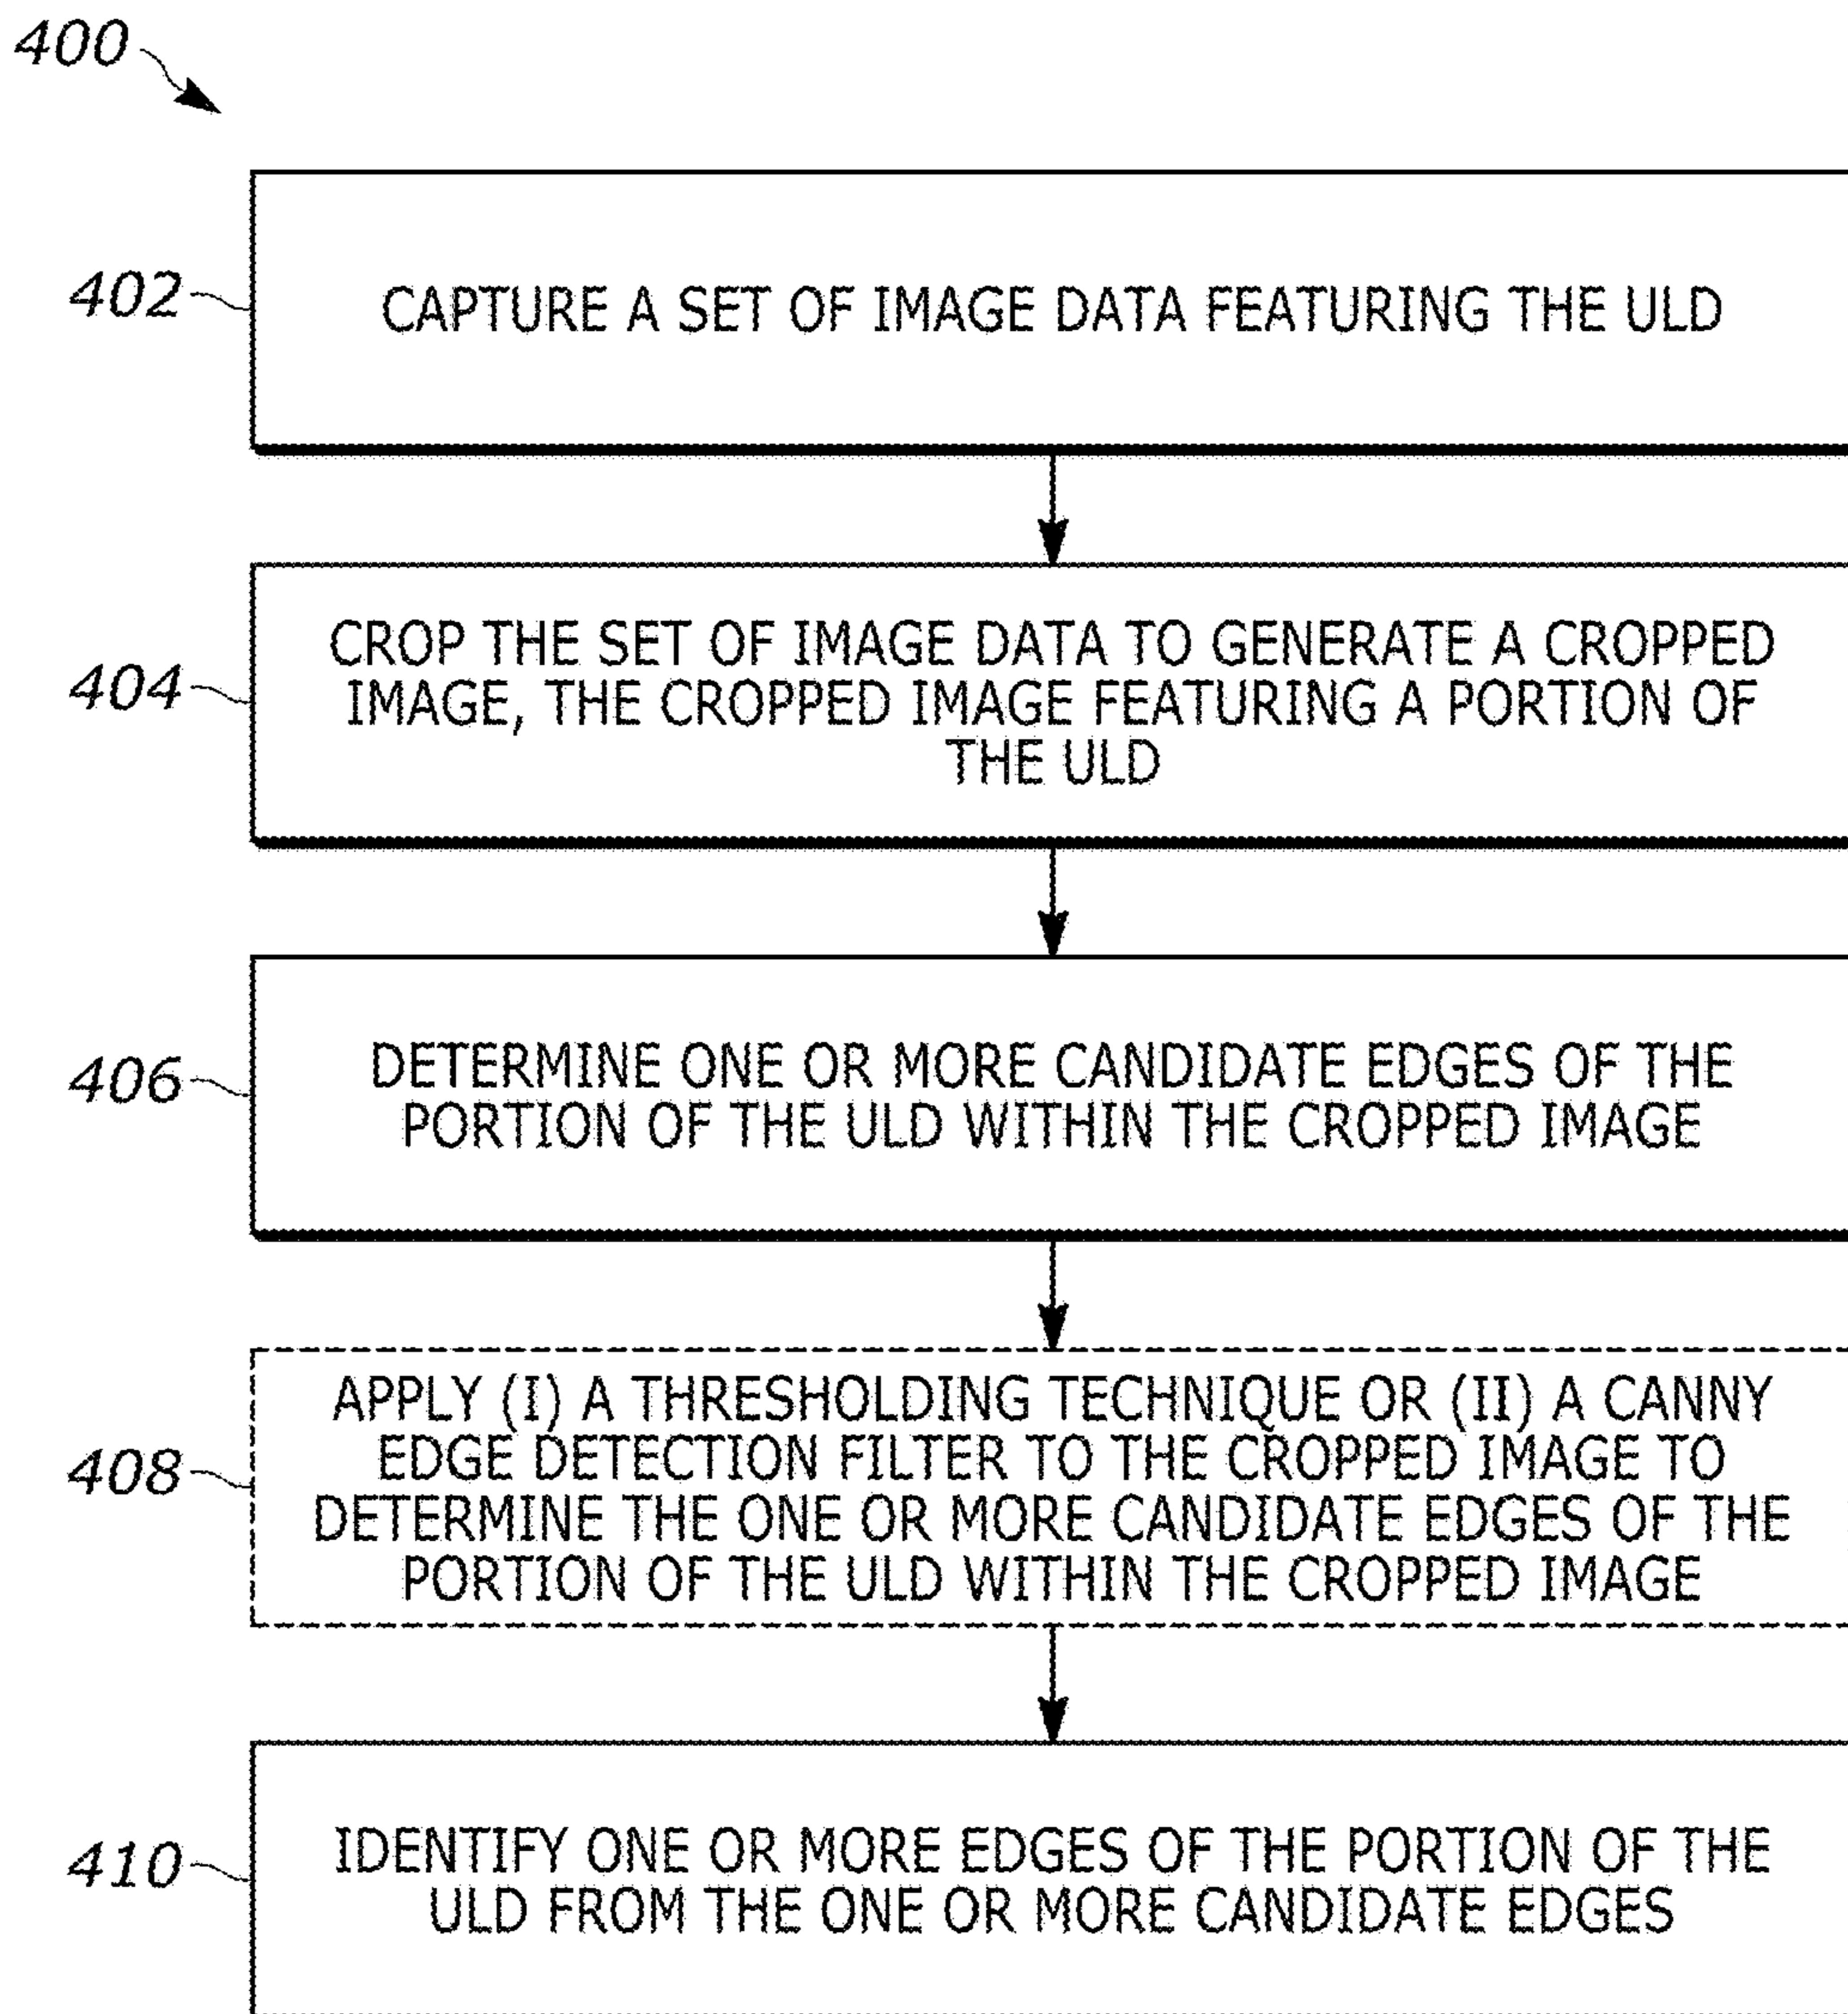 400
402
CAPTURE A SET OF IMAGE DATA FEATURING THE ULD
404
CROP THE SET OF IMAGE DATA TO GENERATE A CROPPED
IMAGE, THE CROPPED IMAGE FEATURING A PORTION OF
THE ULD
406
DETERMINE ONE OR MORE CANDIDATE EDGES OF THE
PORTION OF THE ULD WITHIN THE CROPPED IMAGE
408
APPLY (I) A THRESHOLDING TECHNIQUE OR (II) A CANNY
EDGE DETECTION FILTER TO THE CROPPED IMAGE TO
DETERMINE THE ONE OR MORE CANDIDATE EDGES OF THE
PORTION OF THE ULD WITHIN THE CROPPED IMAGE
410
IDENTIFY ONE OR MORE EDGES OF THE PORTION OF THE
ULD FROM THE ONE OR MORE CANDIDATE EDGES